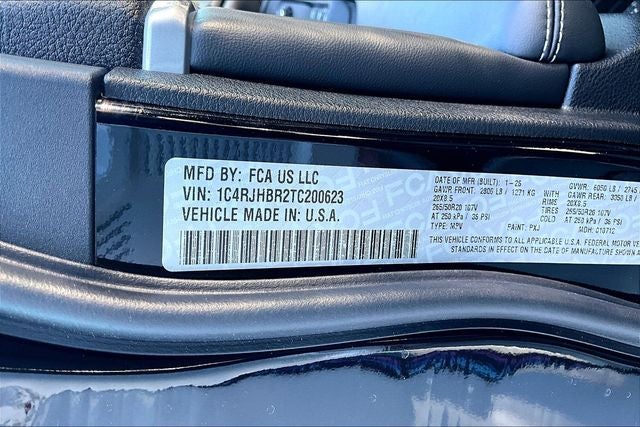 MFD BY: FCA US LLC
VIN: 1C4RJHBR2TC200623
VEHICLE MADE IN: U.S.A.
DATE OF MFR (BUILT): 1-26 GVWR: 6050 LB / 2745
GAWR FRONT: 2800 LB / 1271 KG GAWR REAR: 3350 LB
20X8.5 20X8.5
265/50R20 107V TIRES 265/50R20 107V
AT 250 kPa / 36 PSI COLD AT 250 kPa / 36 PSI
TYPE: MPV PAINT: PXJ MDH: 010712
THIS VEHICLE CONFORMS TO ALL APPLICABLE U.S.A. FEDERAL MOTOR VE
STANDARDS IN EFFECT ON THE DATE OF MANUFACTURE SHOWN A